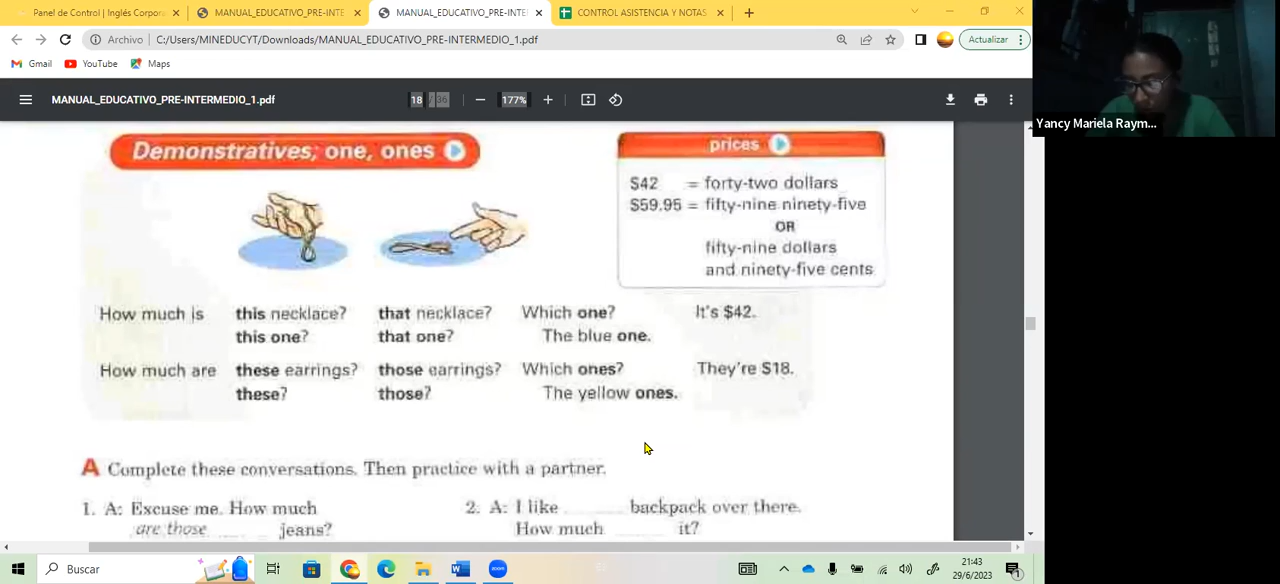 Panel de Control | Inglés Corpora
MANUAL_EDUCATIVO_PRE-INTE
MANUAL_EDUCATIVO_PRE-INTE
CONTROL ASISTENCIA Y NOTAS
Archivo
C:/Users/MINEDUCYT/Downloads/MANUAL_EDUCATIVO_PRE-INTERMEDIO_1.pdf
Actualizar
Gmail
YouTube
Maps
MANUAL_EDUCATIVO_PRE-INTERMEDIO_1.pdf
18 / 36
177%
Yancy Mariela Raym...
Demonstratives; one, ones
prices
$42 = forty-two dollars
$59.95 = fifty-nine ninety-five
OR
fifty-nine dollars
and ninety-five cents
How much is this necklace? that necklace? Which one? It's $42.
this one? that one? The blue one.
How much are these earrings? those earrings? Which ones? They're $18.
these? those? The yellow ones.
A Complete these conversations. Then practice with a partner.
1. A: Excuse me. How much
are those jeans?
2. A: I like ______ backpack over there.
How much ______ it?
Buscar
zoom
21:43
29/6/2023